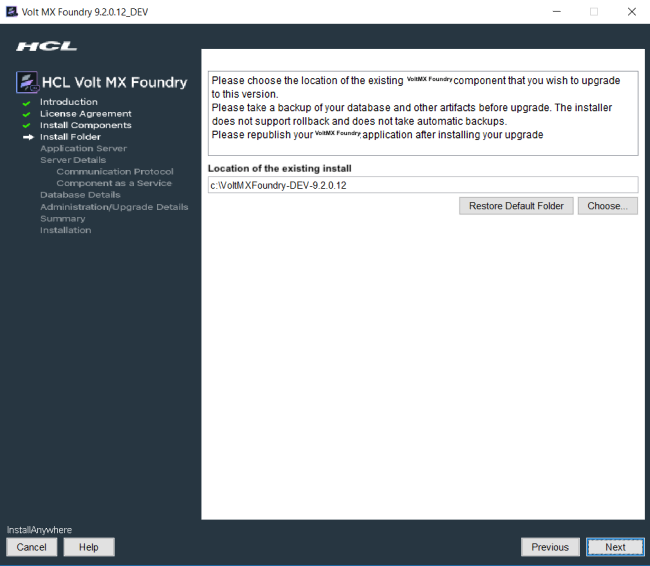 Volt MX Foundry 9.2.0.12_DEV
HCL
HCL Volt MX Foundry
Introduction
License Agreement
Install Components
Install Folder
Application Server
Server Details
Communication Protocol
Component as a Service
Database Details
Administration/Upgrade Details
Summary
Installation
Please choose the location of the existing VoltMX Foundry component that you wish to upgrade
to this version.
Please take a backup of your database and other artifacts before upgrade. The installer
does not support rollback and does not take automatic backups.
Please republish your VoltMX Foundry application after installing your upgrade
Location of the existing install
c:\VoltMXFoundry-DEV-9.2.0.12
Restore Default Folder
Choose...
InstallAnywhere
Cancel
Help
Previous
Next